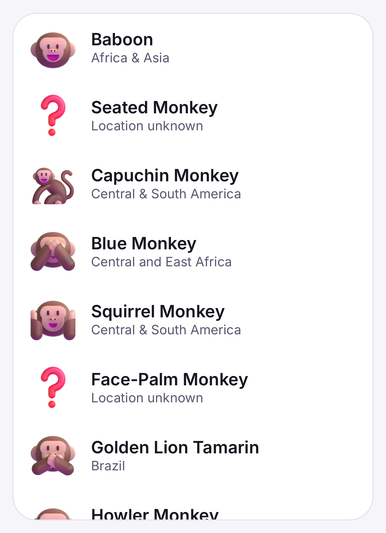 Baboon
Africa & Asia
Seated Monkey
Location unknown
Capuchin Monkey
Central & South America
Blue Monkey
Central and East Africa
Squirrel Monkey
Central & South America
Face-Palm Monkey
Location unknown
Golden Lion Tamarin
Brazil
Howler Monkey